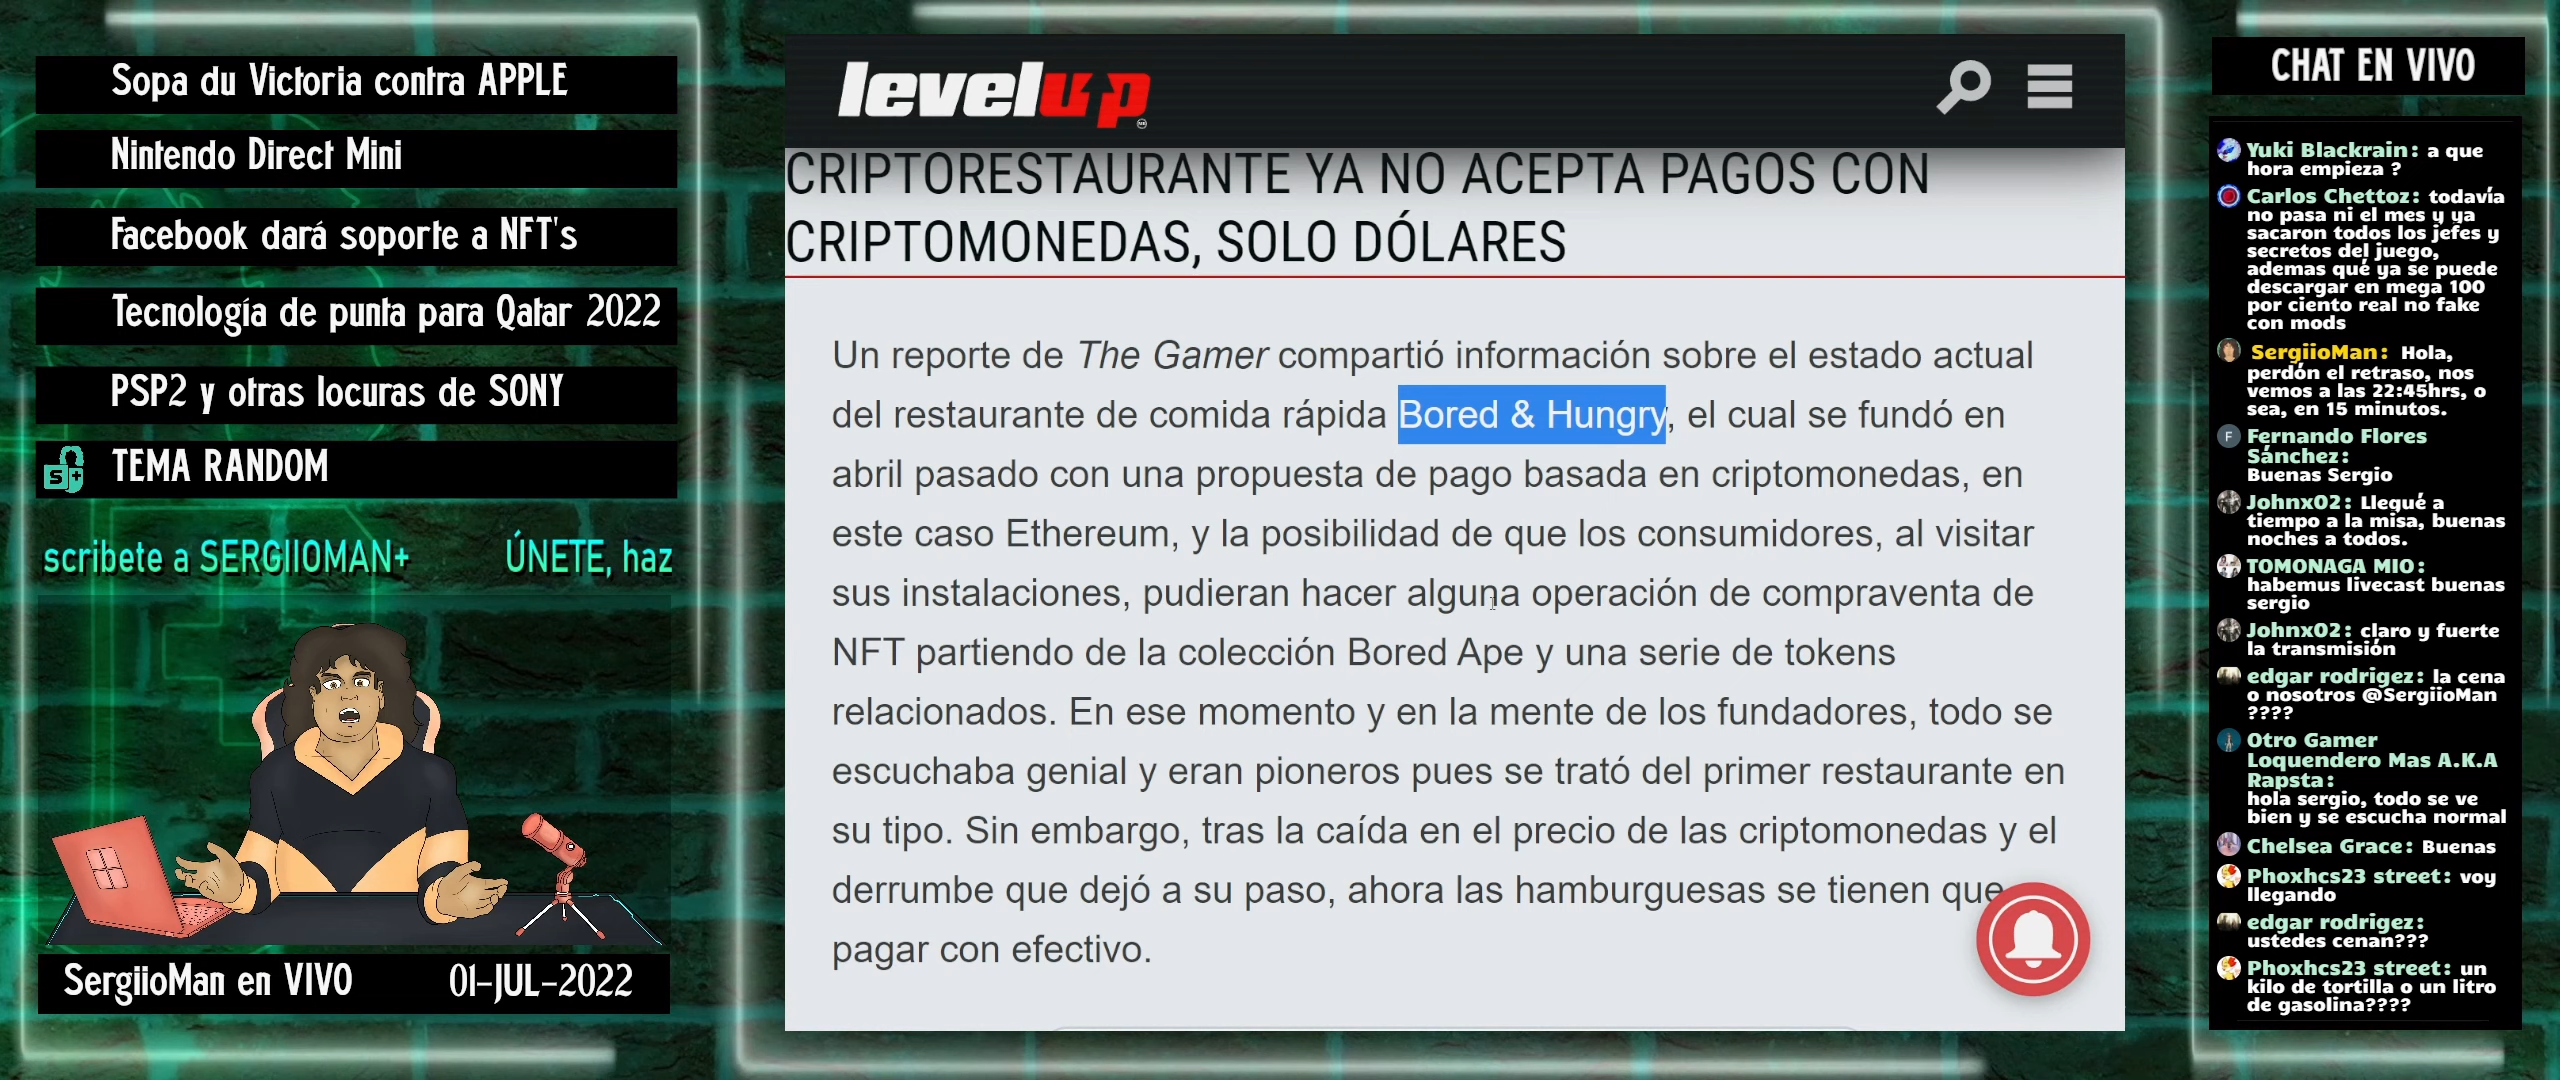 Sopa du Victoria contra APPLE
Nintendo Direct Mini
Facebook dará soporte a NFT's
Tecnología de punta para Qatar 2022
PSP2 y otras locuras de SONY
S+
TEMA RANDOM
scribete a SERGIIOMAN+ ÚNETE, haz
SergiioMan en VIVO 01-JUL-2022
levelup
CRIPTORESTAURANTE YA NO ACEPTA PAGOS CON
CRIPTOMONEDAS, SOLO DÓLARES
Un reporte de The Gamer compartió información sobre el estado actual
del restaurante de comida rápida Bored & Hungry, el cual se fundó en
abril pasado con una propuesta de pago basada en criptomonedas, en
este caso Ethereum, y la posibilidad de que los consumidores, al visitar
sus instalaciones, pudieran hacer alguna operación de compraventa de
NFT partiendo de la colección Bored Ape y una serie de tokens
relacionados. En ese momento y en la mente de los fundadores, todo se
escuchaba genial y eran pioneros pues se trató del primer restaurante en
su tipo. Sin embargo, tras la caída en el precio de las criptomonedas y el
derrumbe que dejó a su paso, ahora las hamburguesas se tienen que
pagar con efectivo.
CHAT EN VIVO
Yuki Blackrain: a que
hora empieza ?
Carlos Chettoz: todavía
no pasa ni el mes y ya
sacaron todos los jefes y
secretos del juego,
ademas qué ya se puede
descargar en mega 100
por ciento real no fake
con mods
SergiioMan: Hola,
perdón el retraso, nos
vemos a las 22:45hrs, o
sea, en 15 minutos.
F
Fernando Flores
Sánchez:
Buenas Sergio
Johnx02: Llegué a
tiempo a la misa, buenas
noches a todos.
TOMONAGA MIO:
habemus livecast buenas
sergio
Johnx02: claro y fuerte
la transmisión
edgar rodrigez: la cena
o nosotros @SergiioMan
????
Otro Gamer
Loquendero Mas A.K.A
Rapsta:
hola sergio, todo se ve
bien y se escucha normal
Chelsea Grace: Buenas
Phoxhcs23 street: voy
llegando
edgar rodrigez:
ustedes cenan???
Phoxhcs23 street: un
kilo de tortilla o un litro
de gasolina????